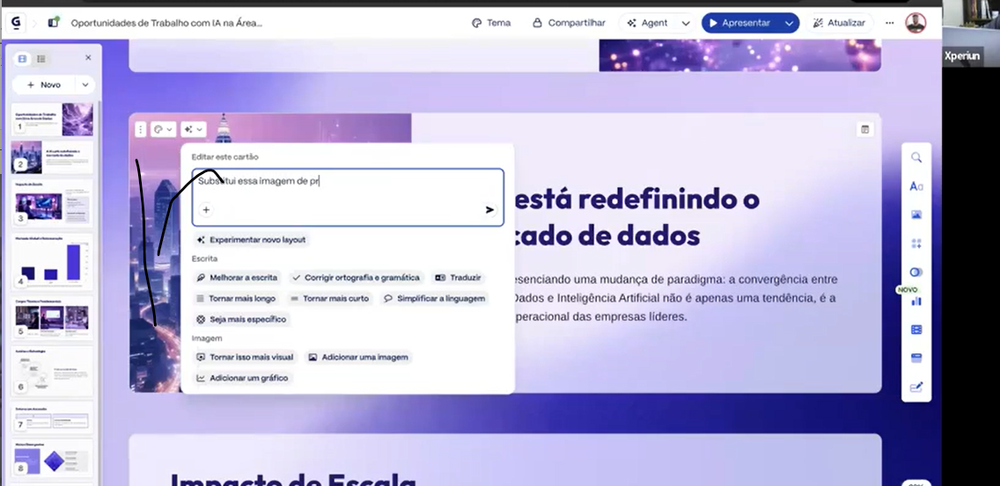 Oportunidades de Trabalho com IA na Área...
Tema
Compartilhar
Agent
Apresentar
Atualizar
Xperiun
+ Novo
1
2
3
4
5
6
7
8
Editar este cartão
Substitui essa imagem de pr
Experimentar novo layout
Escrita
Melhorar a escrita
Corrigir ortografia e gramática
Traduzir
Tornar mais longo
Tornar mais curto
Simplificar a linguagem
Seja mais específico
Imagem
Tornar isso mais visual
Adicionar uma imagem
Adicionar um gráfico
está redefinindo o
cado de dados
esenciando uma mudança de paradigma: a convergência entre
Dados e Inteligência Artificial não é apenas uma tendência, é a
peracional das empresas líderes.
Aa
NOVO
Impacto de Escala